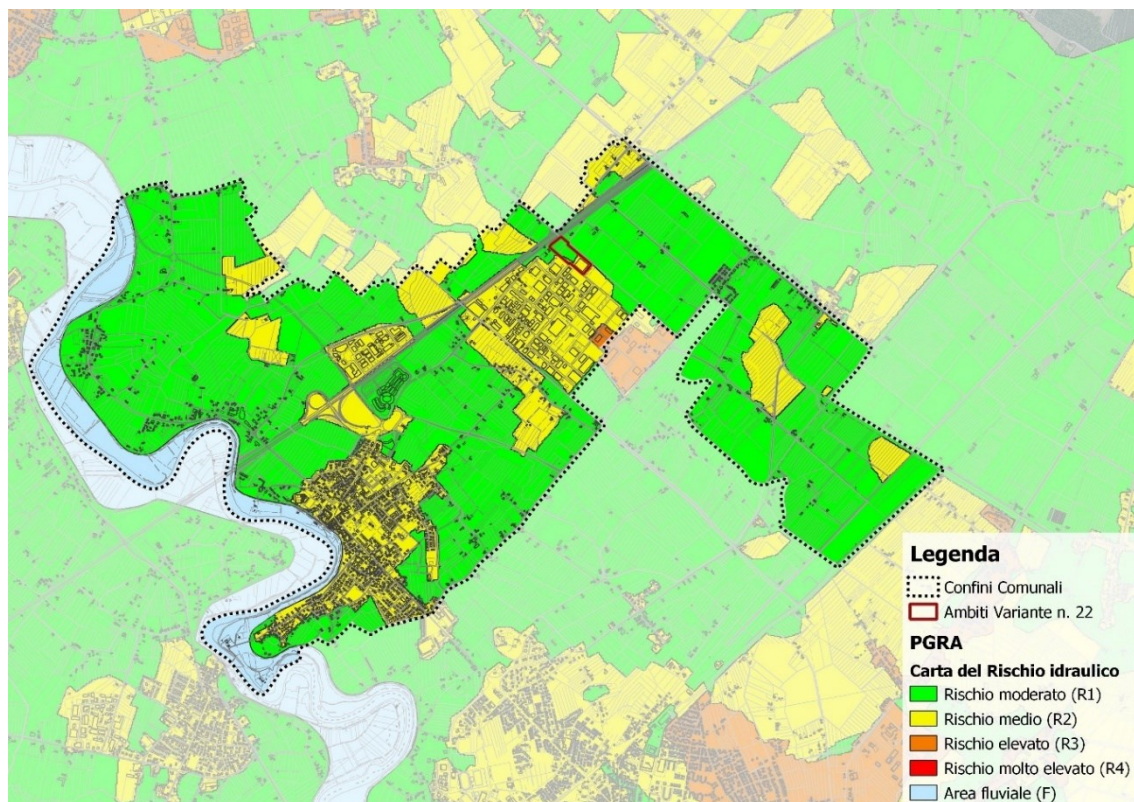 Legenda
Confini Comunali
Ambiti Variante n. 22
PGRA
Carta del Rischio idraulico
Rischio moderato (R1)
Rischio medio (R2)
Rischio elevato (R3)
Rischio molto elevato (R4)
Area fluviale (F)